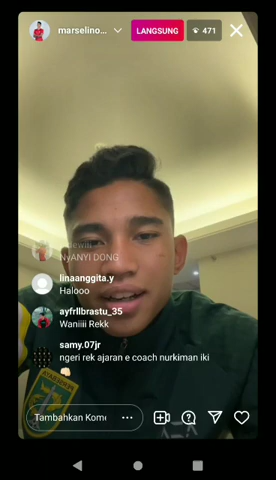 marselino...
LANGSUNG
471
NyANYI DONG
linaanggita.y
Halooo
ayfrllbrastu_35
Waniiii Rekk
samy.07jr
ngeri rek ajaran e coach nurkiman iki
Tambahkan Kome